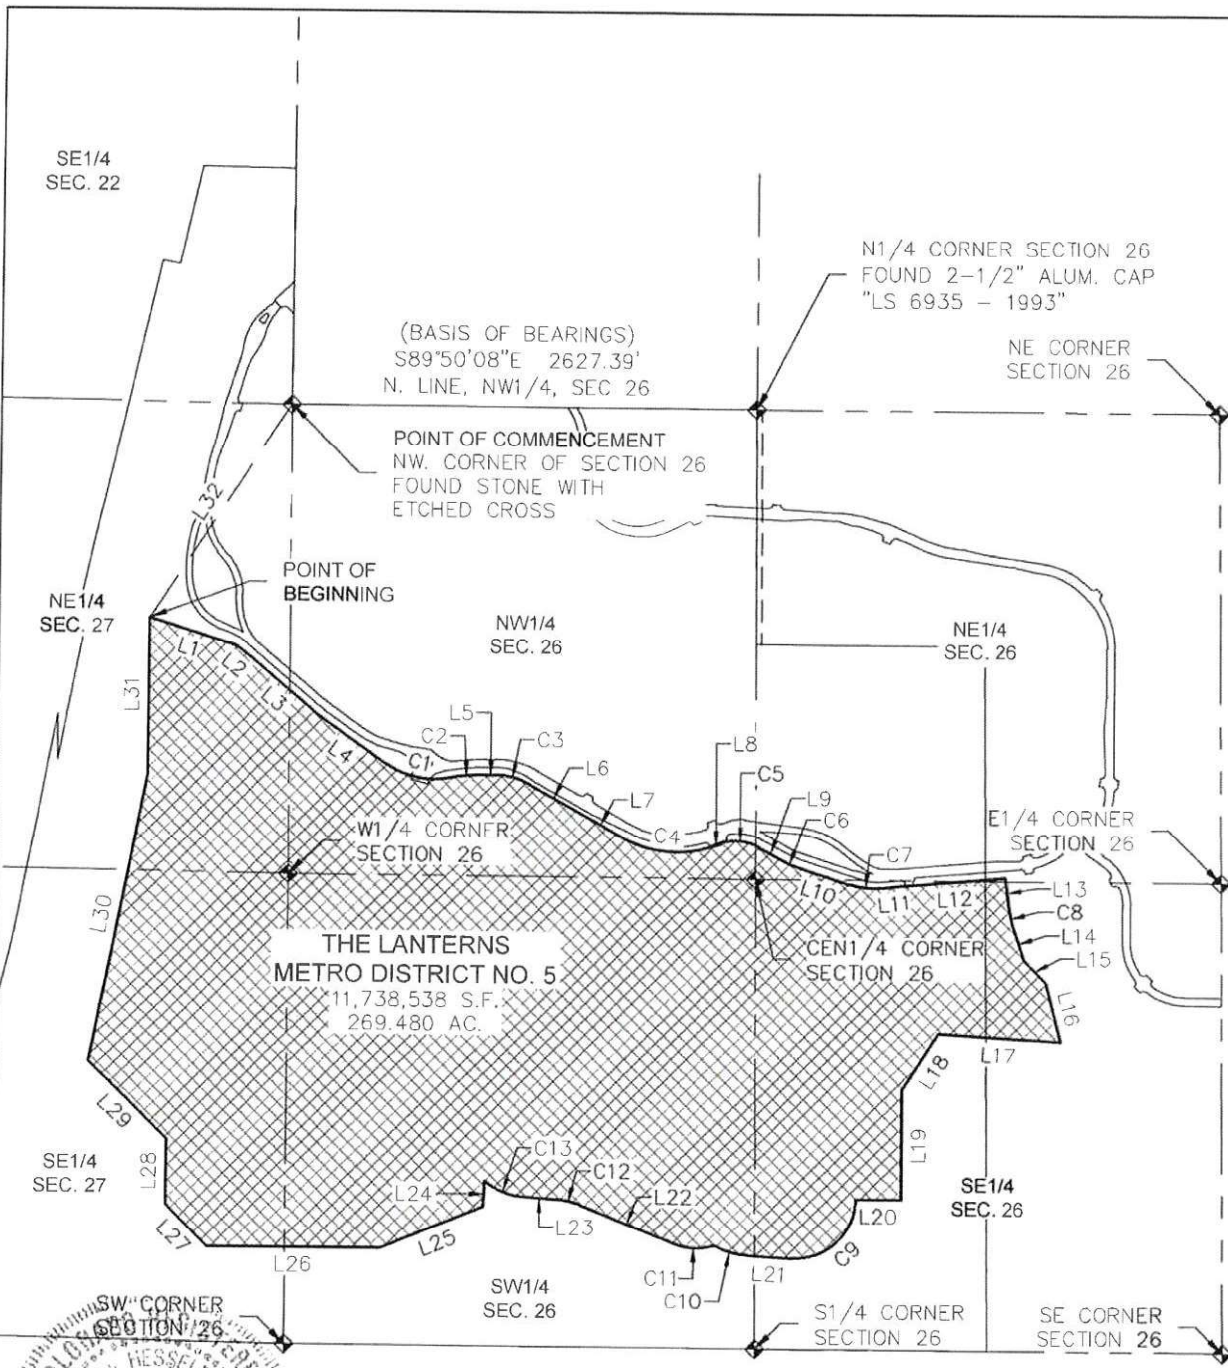 SE1/4
SEC. 22
N1/4 CORNER SECTION 26
FOUND 2-1/2" ALUM. CAP
"LS 6935 - 1993"
(BASIS OF BEARINGS)
S89°50'08"E 2627.39'
N. LINE, NW1/4, SEC 26
NE CORNER
SECTION 26
POINT OF COMMENCEMENT
NW. CORNER OF SECTION 26
FOUND STONE WITH
ETCHED CROSS
L32
POINT OF
BEGINNING
NE1/4
SEC. 27
NW1/4
SEC. 26
NE1/4
SEC. 26
L1
L2
L3
L4
L31
C1
C2
L5
C3
L6
L7
C4
L8
C5
L9
C6
C7
E1/4 CORNER
SECTION 26
W1/4 CORNER
SECTION 26
L10
L11
L12
L13
C8
L14
L15
L16
L30
THE LANTERNS
METRO DISTRICT NO. 5
11,738,538 S.F.
269.480 AC.
CEN1/4 CORNER
SECTION 26
L17
L18
L19
L29
L28
SE1/4
SEC. 27
C13
C12
L24
L22
L23
L20
SE1/4
SEC. 26
L27
L26
L25
C11
C10
L21
C9
SW1/4
SEC. 26
SW CORNER
SECTION 26
S1/4 CORNER
SECTION 26
SE CORNER
SECTION 26